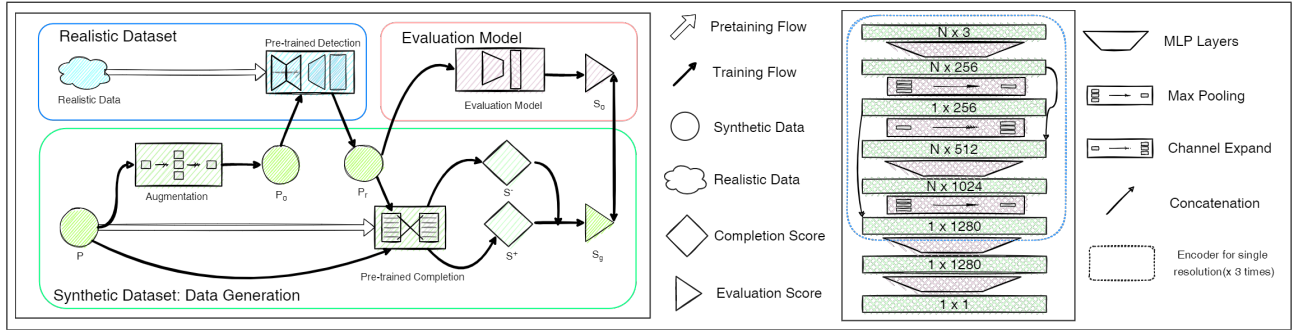 Realistic Dataset
Pre-trained Detection
Realistic Data
Evaluation Model
Evaluation Model
S₀
Augmentation
P₀
Pᵣ
P
S⁻
S⁺
S₉
Pre-trained Completion
Synthetic Dataset: Data Generation
Pretaining Flow
Training Flow
Synthetic Data
Realistic Data
Completion Score
Evaluation Score
N x 3
N x 256
1 x 256
N x 512
N x 1024
1 x 1280
1 x 1280
1 x 1
MLP Layers
Max Pooling
Channel Expand
Concatenation
Encoder for single
resolution(x 3 times)